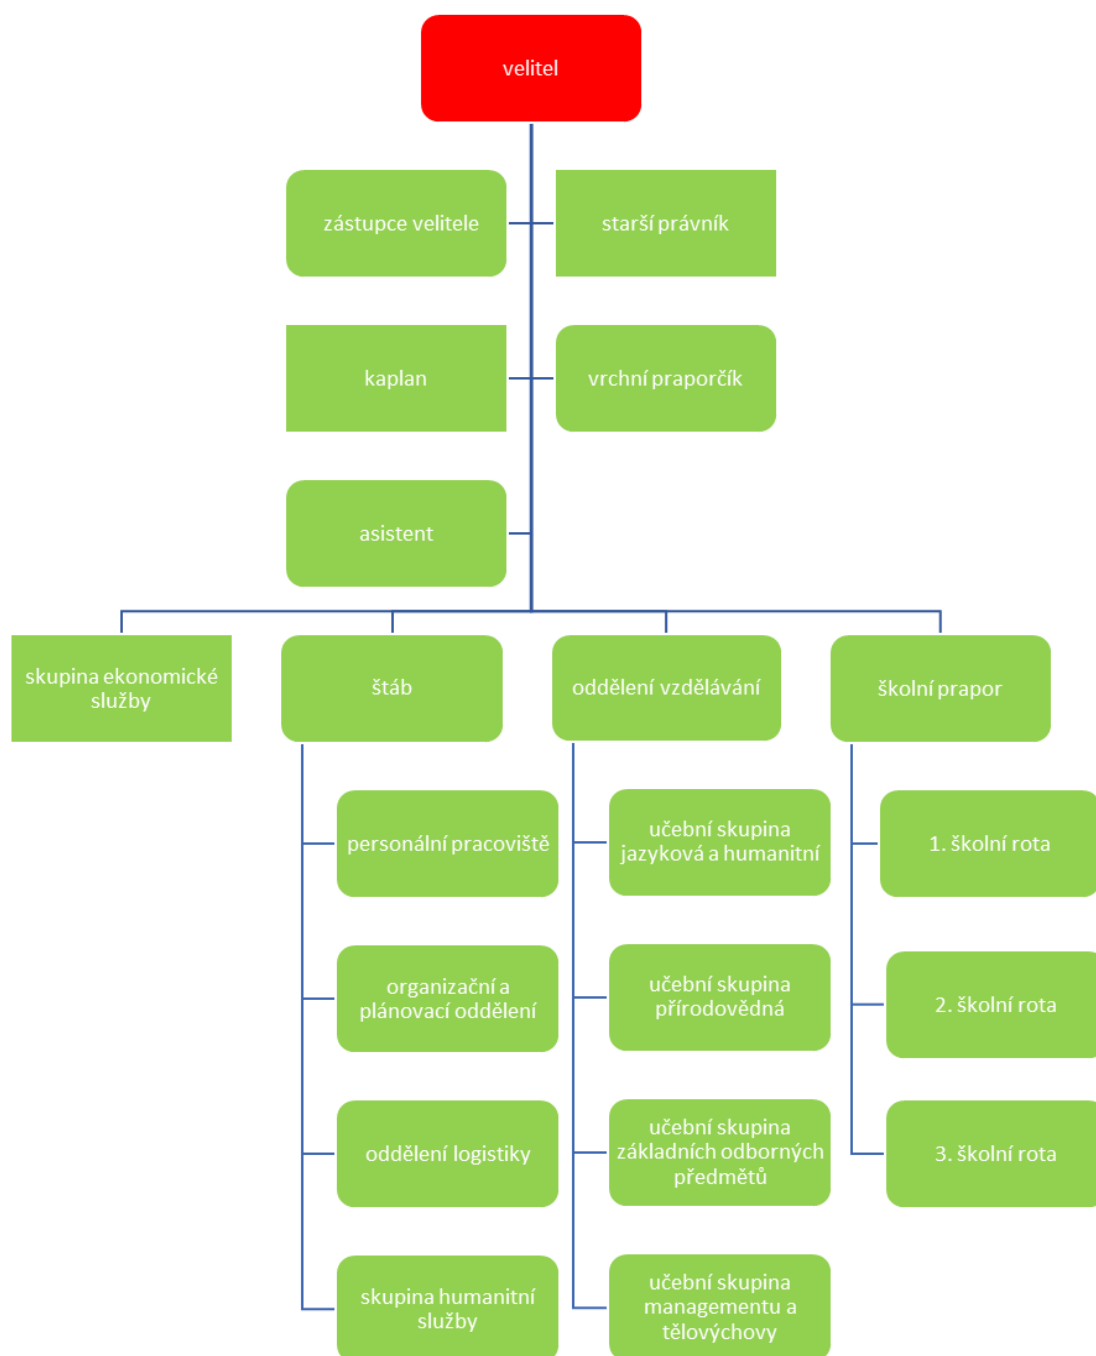 velitel
zástupce velitele
starší právník
kaplan
vrchní praporčík
asistent
skupina ekonomické
služby
štáb
oddělení vzdělávání
školní prapor
personální pracoviště
učební skupina
jazyková a humanitní
1. školní rota
organizační a
plánovací oddělení
učební skupina
přírodovědná
2. školní rota
oddělení logistiky
učební skupina
základních odborných
předmětů
3. školní rota
skupina humanitní
služby
učební skupina
managementu a
tělovýchovy